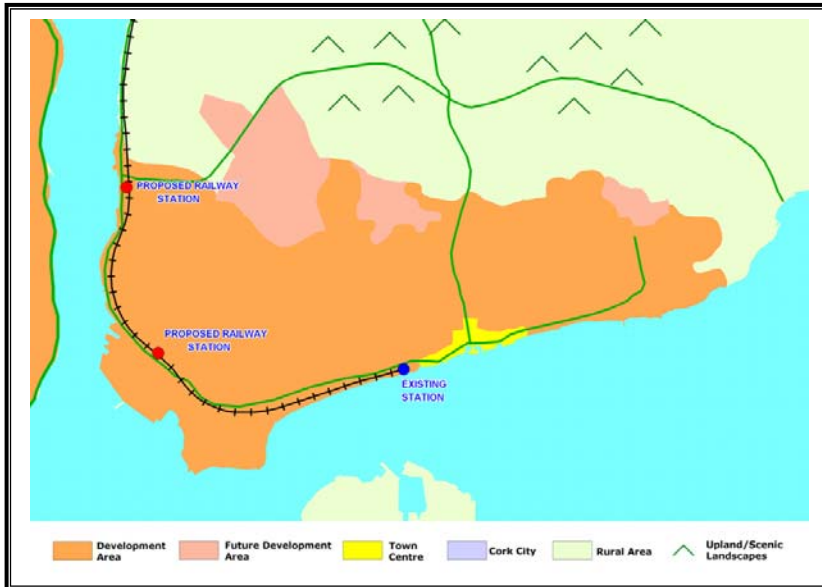 PROPOSED RAILWAY
STATION
PROPOSED RAILWAY
STATION
EXISTING
STATION
Development
Area
Future Development
Area
Town
Centre
Cork City
Rural Area
Upland/Scenic
Landscapes